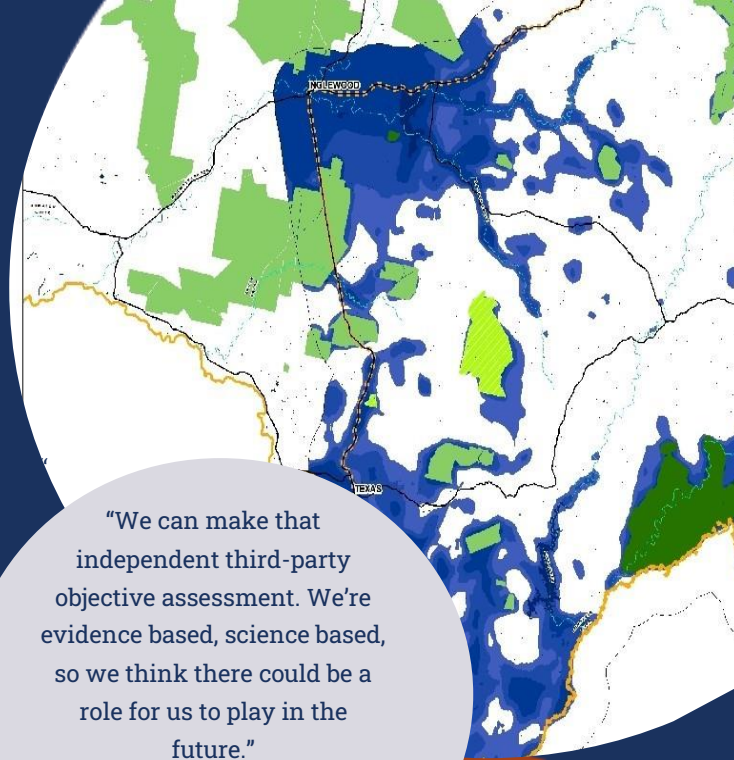 INGLEWOOD
TEXAS
“We can make that
independent third-party
objective assessment. We’re
evidence based, science based,
so we think there could be a
role for us to play in the
future.”